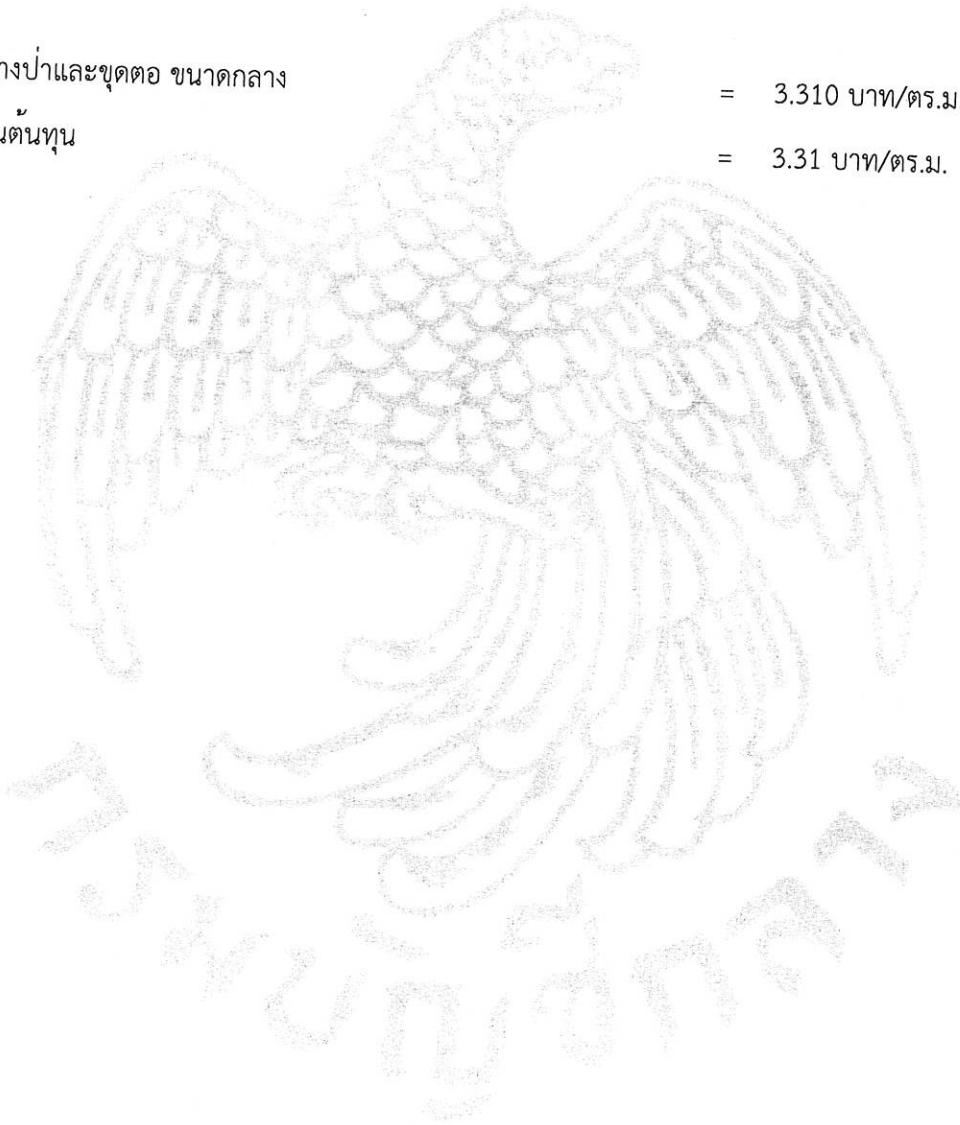 างป่าและขุดตอ ขนาดกลาง = 3.310 บาท/ตร.ม
นต้นทุน = 3.31 บาท/ตร.ม.
กรมบัญชีกลาง